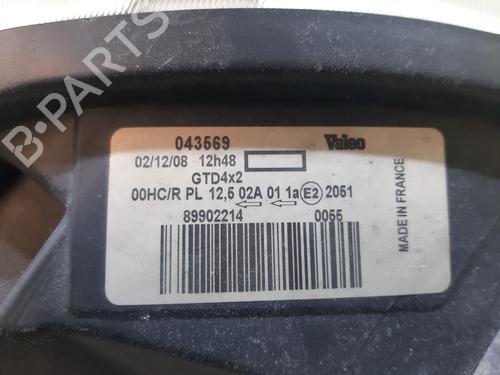 B-PARTS
043569 Valeo
02/12/08 12h48
GTD4x2
00HC/R PL 12,5 02A 01 1a E2 2051
89902214 0055
MADE IN FRANCE